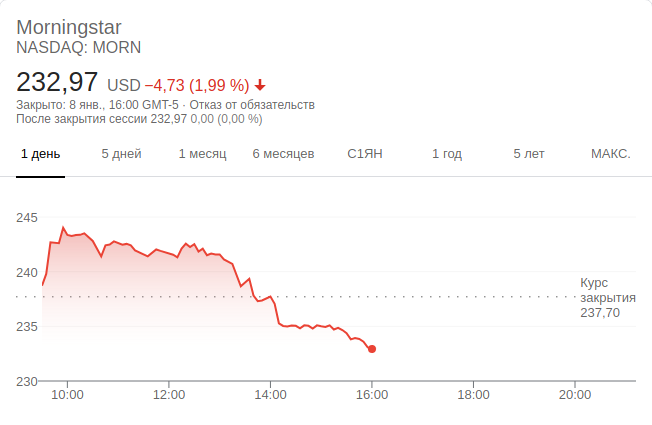 Morningstar
NASDAQ: MORN
232,97 USD −4,73 (1,99 %)
Закрыто: 8 янв., 16:00 GMT-5 · Отказ от обязательств
После закрытия сессии 232,97 0,00 (0,00 %)
1 день 5 дней 1 месяц 6 месяцев С1ЯН 1 год 5 лет МАКС.
245
240
Курс
закрытия
237,70
235
230
10:00 12:00 14:00 16:00 18:00 20:00